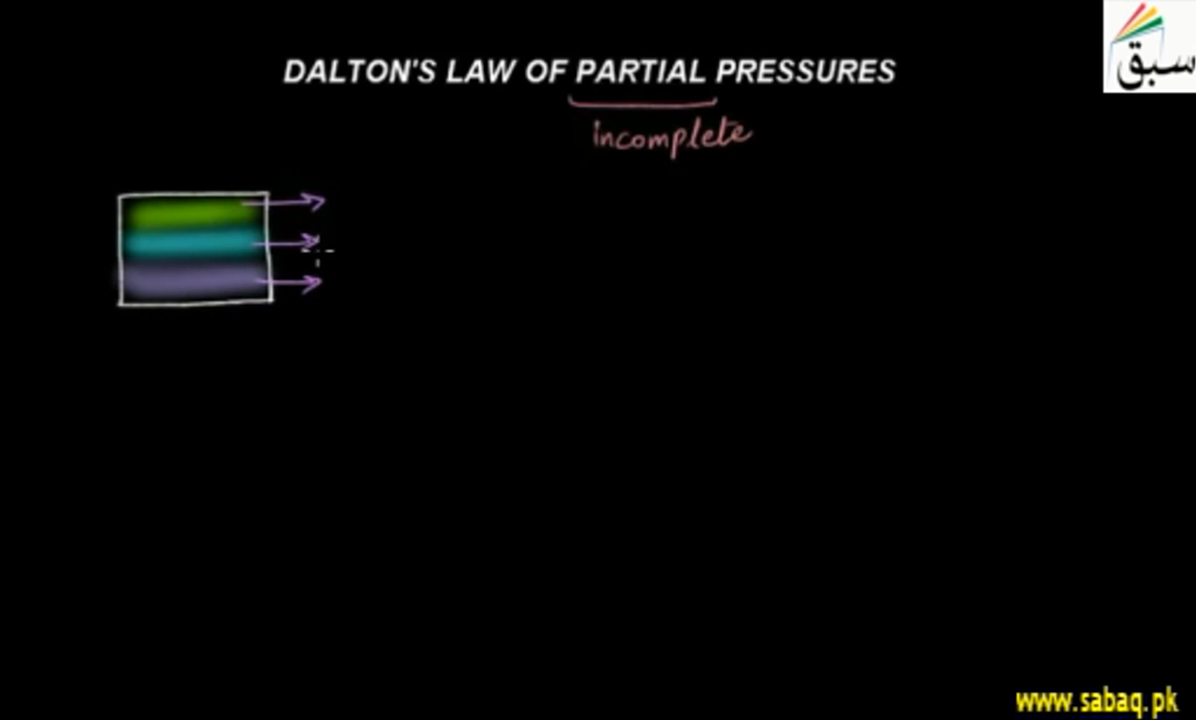 سبق
DALTON'S LAW OF PARTIAL PRESSURES
Incomplete
www.sabaq.pk